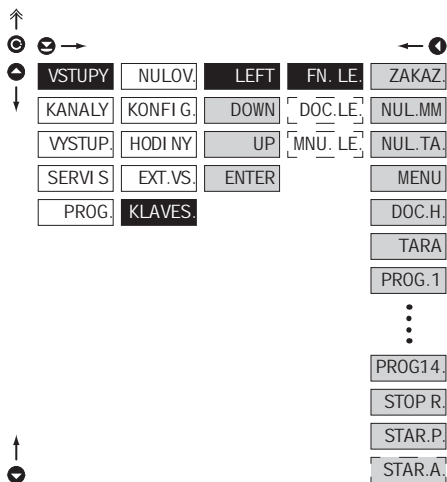 VSTUPY NULOV. LEFT FN. LE. ZAKAZ.
KANALY KONFIG. DOWN DOC.LE. NUL.MM
VYSTUP. HODINY UP MNU. LE. NUL.TA.
SERVIS EXT.VS. ENTER MENU
PROG. KLAVES. DOC.H.
TARA
PROG.1
PROG14.
STOP R.
STAR.P.
STAR.A.